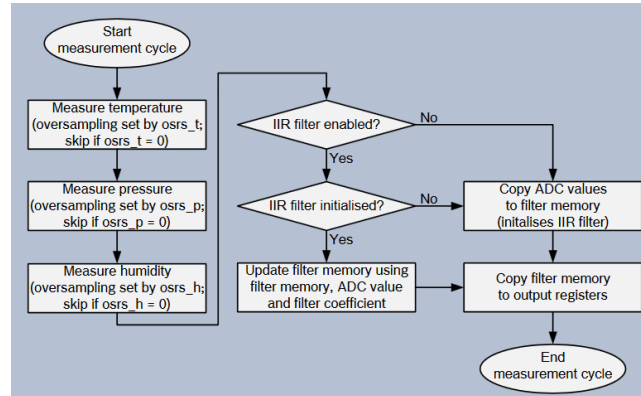 Start
measurement cycle
Measure temperature
(oversampling set by osrs_t;
skip if osrs_t = 0)
Measure pressure
(oversampling set by osrs_p;
skip if osrs_p = 0)
Measure humidity
(oversampling set by osrs_h;
skip if osrs_h = 0)
IIR filter enabled?
No
Yes
IIR filter initialised?
No
Yes
Copy ADC values
to filter memory
(initalises IIR filter)
Update filter memory using
filter memory, ADC value
and filter coefficient
Copy filter memory
to output registers
End
measurement cycle